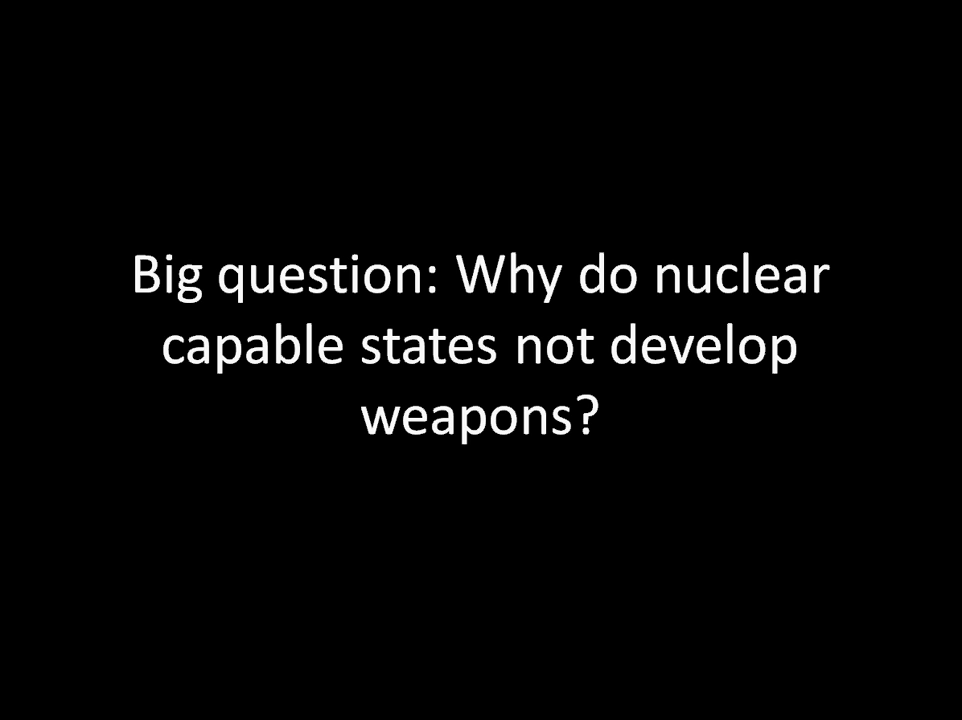 Big question: Why do nuclear
capable states not develop
weapons?